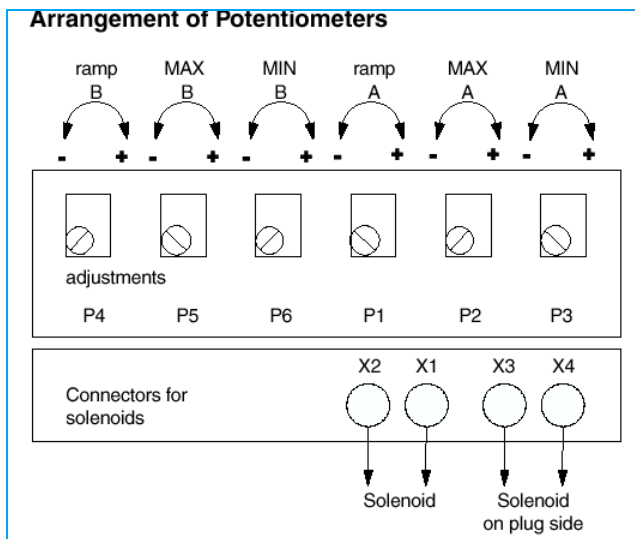 Arrangement of Potentiometers
ramp MAX MIN ramp MAX MIN
B B B A A A
- + - + - + - + - + - +
adjustments
P4 P5 P6 P1 P2 P3
X2 X1 X3 X4
Connectors for
solenoids
Solenoid Solenoid
on plug side